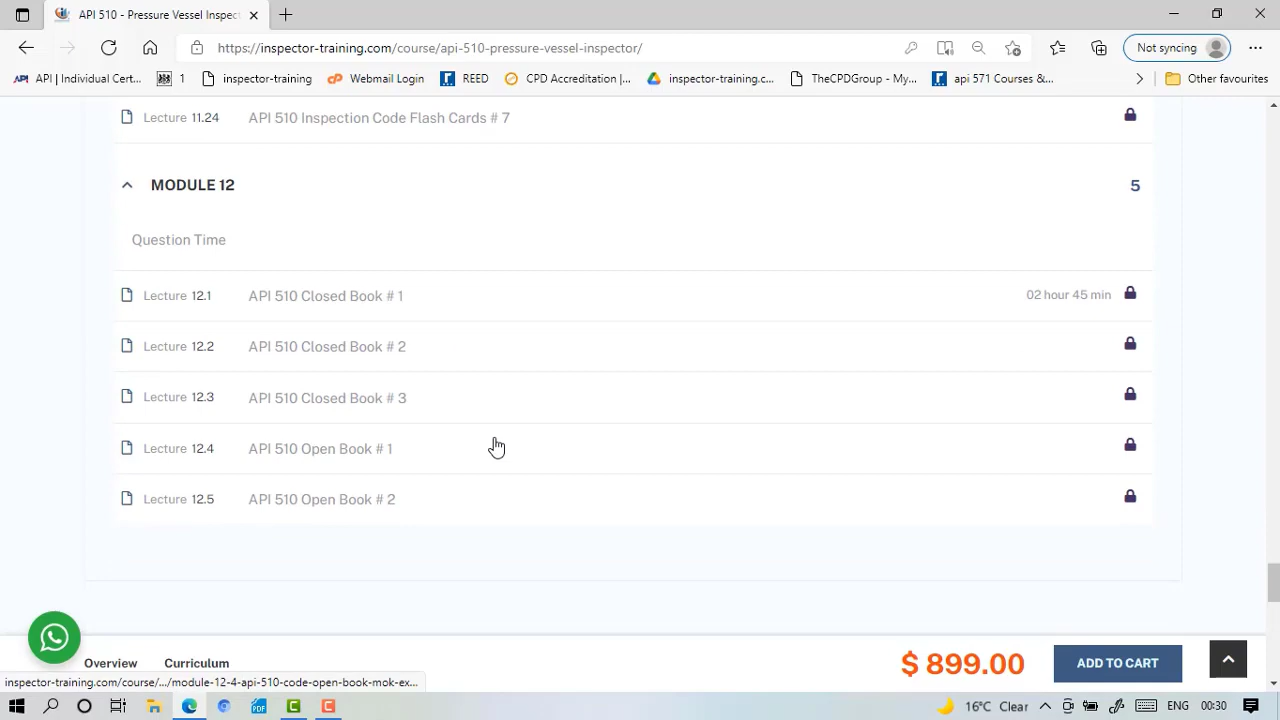 API 510 - Pressure Vessel Inspect
https://inspector-training.com/course/api-510-pressure-vessel-inspector/
Not syncing
API | Individual Cert...
1
inspector-training
Webmail Login
REED
CPD Accreditation |...
inspector-training.c...
TheCPDGroup - My...
api 571 Courses &...
Other favourites
Lecture 11.24 API 510 Inspection Code Flash Cards # 7
MODULE 12 5
Question Time
Lecture 12.1 API 510 Closed Book # 1 02 hour 45 min
Lecture 12.2 API 510 Closed Book # 2
Lecture 12.3 API 510 Closed Book # 3
Lecture 12.4 API 510 Open Book # 1
Lecture 12.5 API 510 Open Book # 2
Overview Curriculum $ 899.00 ADD TO CART
inspector-training.com/course/.../module-12-4-api-510-code-open-book-mok-ex...
16°C Clear ENG 00:30